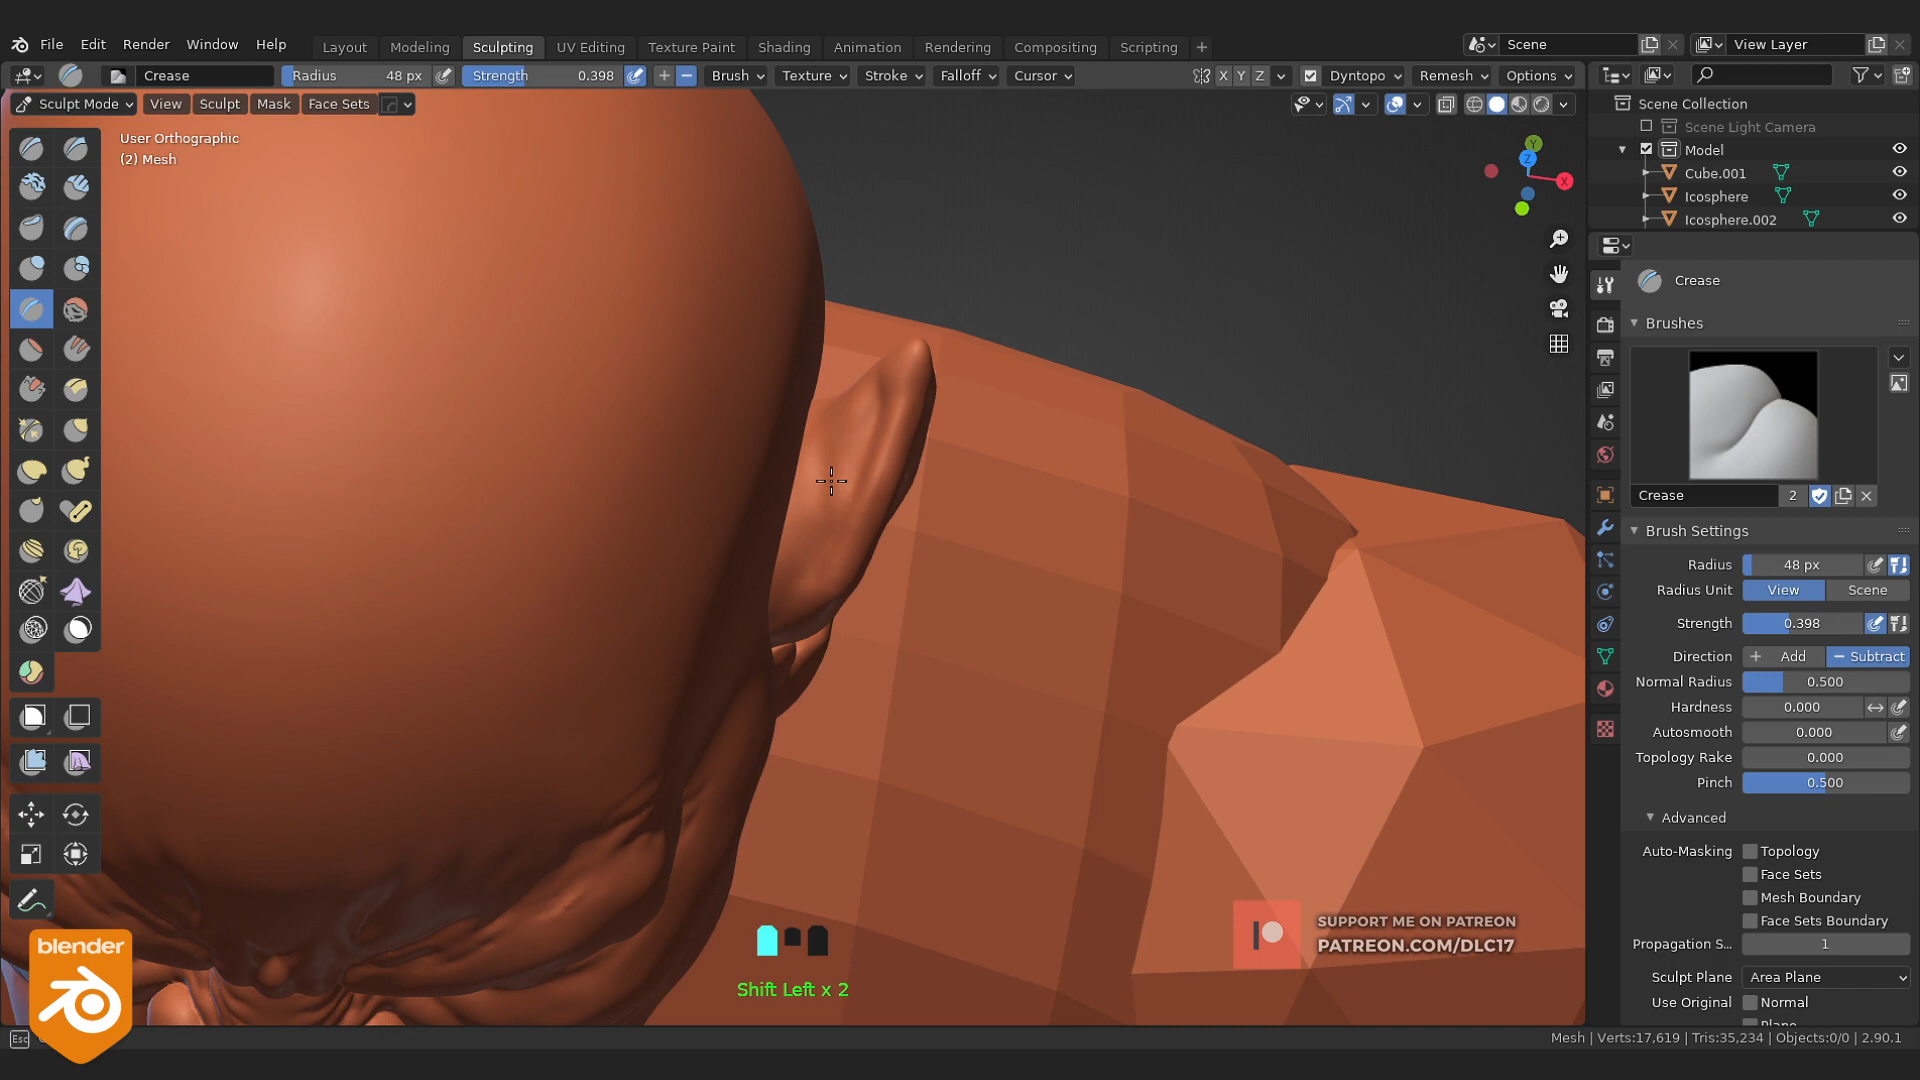 File Edit Render Window Help Layout Modeling Sculpting UV Editing Texture Paint Shading Animation Rendering Compositing Scripting + Scene View Layer
Crease Radius 48 px Strength 0.398 Brush Texture Stroke Falloff Cursor X Y Z Dyntopo Remesh Options
Sculpt Mode View Sculpt Mask Face Sets
User Orthographic
(2) Mesh
Y
Z
X
Scene Collection
Scene Light Camera
Model
Cube.001
Icosphere
Icosphere.002
Crease
Brushes
Crease 2
Brush Settings
Radius 48 px
Radius Unit View Scene
Strength 0.398
Direction + Add − Subtract
Normal Radius 0.500
Hardness 0.000
Autosmooth 0.000
Topology Rake 0.000
Pinch 0.500
Advanced
Auto-Masking Topology
Face Sets
Mesh Boundary
Face Sets Boundary
Propagation S... 1
Sculpt Plane Area Plane
Use Original Normal
Plane
SUPPORT ME ON PATREON
PATREON.COM/DLC17
Shift Left x 2
blender
Esc
Mesh | Verts:17,619 | Tris:35,234 | Objects:0/0 | 2.90.1